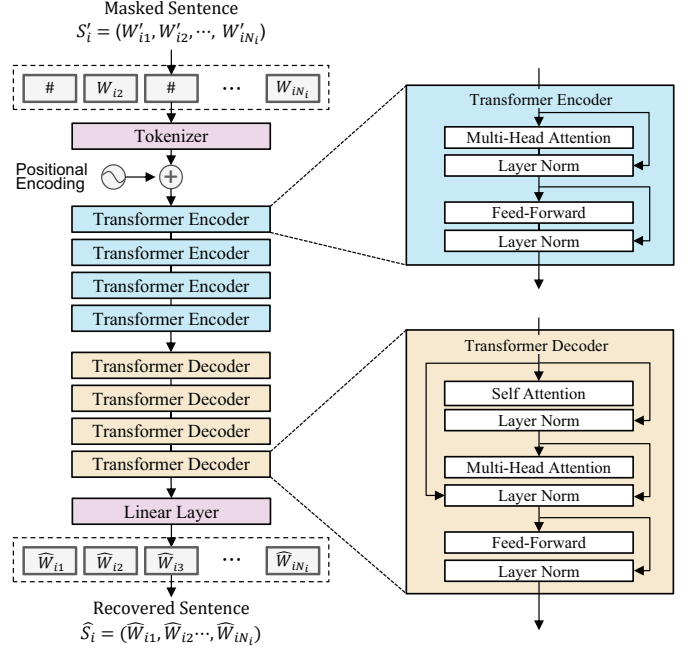 Masked Sentence
S′ᵢ = (W′ᵢ₁, W′ᵢ₂, ⋯, W′ᵢNᵢ)
# Wᵢ₂ # ⋯ WᵢNᵢ
Tokenizer
Positional
Encoding
+
Transformer Encoder
Transformer Encoder
Transformer Encoder
Transformer Encoder
Transformer Decoder
Transformer Decoder
Transformer Decoder
Transformer Decoder
Linear Layer
Ŵᵢ₁ Ŵᵢ₂ Ŵᵢ₃ ⋯ ŴᵢNᵢ
Recovered Sentence
Ŝᵢ = (Ŵᵢ₁, Ŵᵢ₂⋯, ŴᵢNᵢ)
Transformer Encoder
Multi-Head Attention
Layer Norm
Feed-Forward
Layer Norm
Transformer Decoder
Self Attention
Layer Norm
Multi-Head Attention
Layer Norm
Feed-Forward
Layer Norm